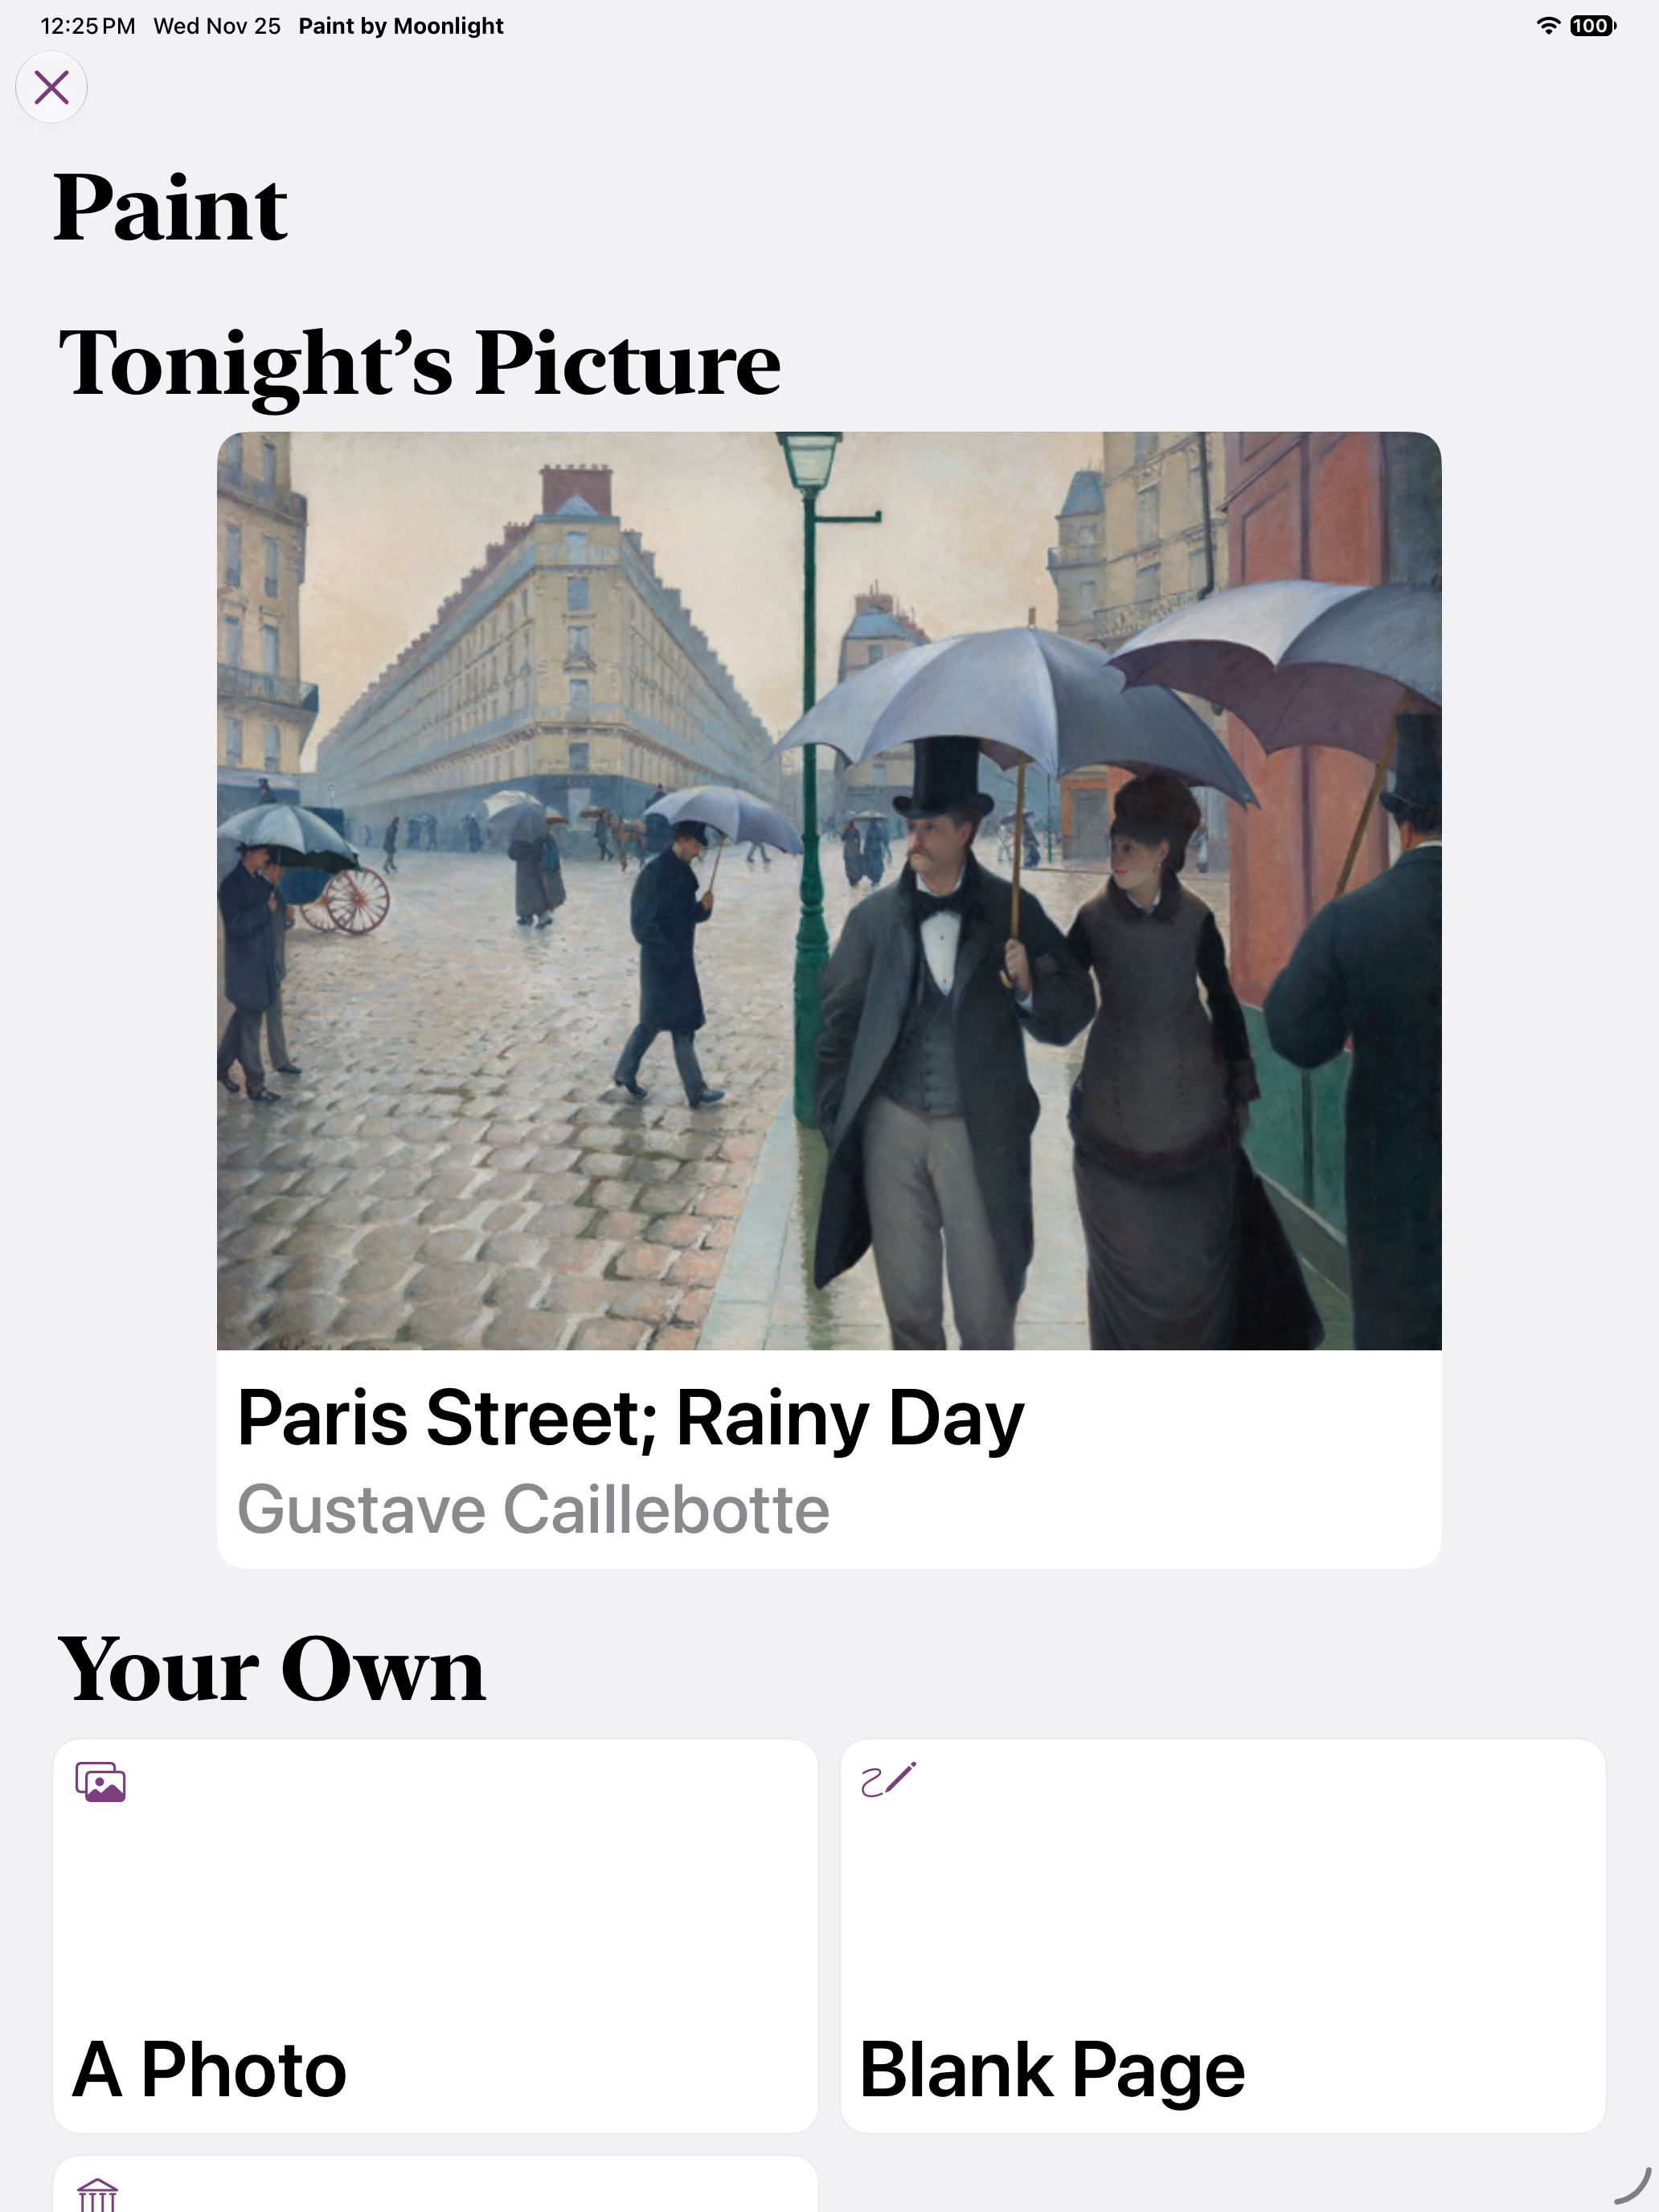 12:25 PM Wed Nov 25 Paint by Moonlight
100
Paint
Tonight’s Picture
Paris Street; Rainy Day
Gustave Caillebotte
Your Own
A Photo
Blank Page